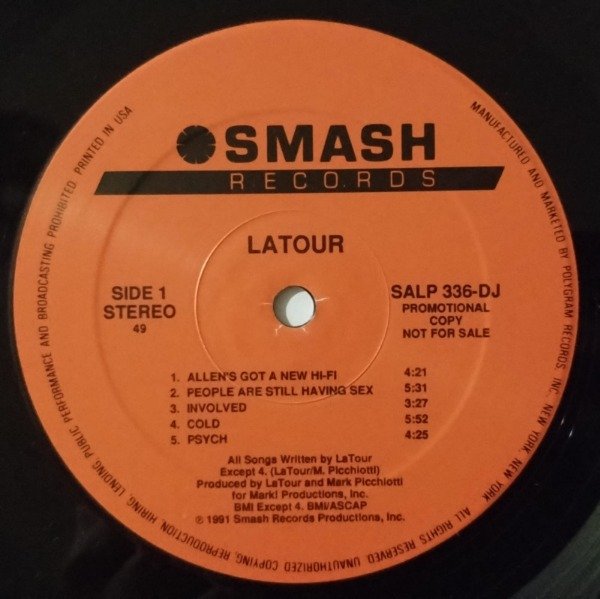 SMASH
RECORDS
LATOUR
SIDE 1
STEREO
49
SALP 336-DJ
PROMOTIONAL
COPY
NOT FOR SALE
1. ALLEN'S GOT A NEW HI-FI 4:21
2. PEOPLE ARE STILL HAVING SEX 5:31
3. INVOLVED 3:27
4. COLD 5:52
5. PSYCH 4:25
All Songs Written by LaTour
Except 4. (LaTour/M. Picchiotti)
Produced by LaTour and Mark Picchiotti
for Mark! Productions, Inc.
BMI Except 4. BMI/ASCAP
℗ 1991 Smash Records Productions, Inc.
MANUFACTURED AND MARKETED BY POLYGRAM RECORDS, INC. NEW YORK, NEW YORK. ALL RIGHTS RESERVED. UNAUTHORIZED COPYING, REPRODUCTION, HIRING, LENDING, PUBLIC PERFORMANCE AND BROADCASTING PROHIBITED. PRINTED IN USA